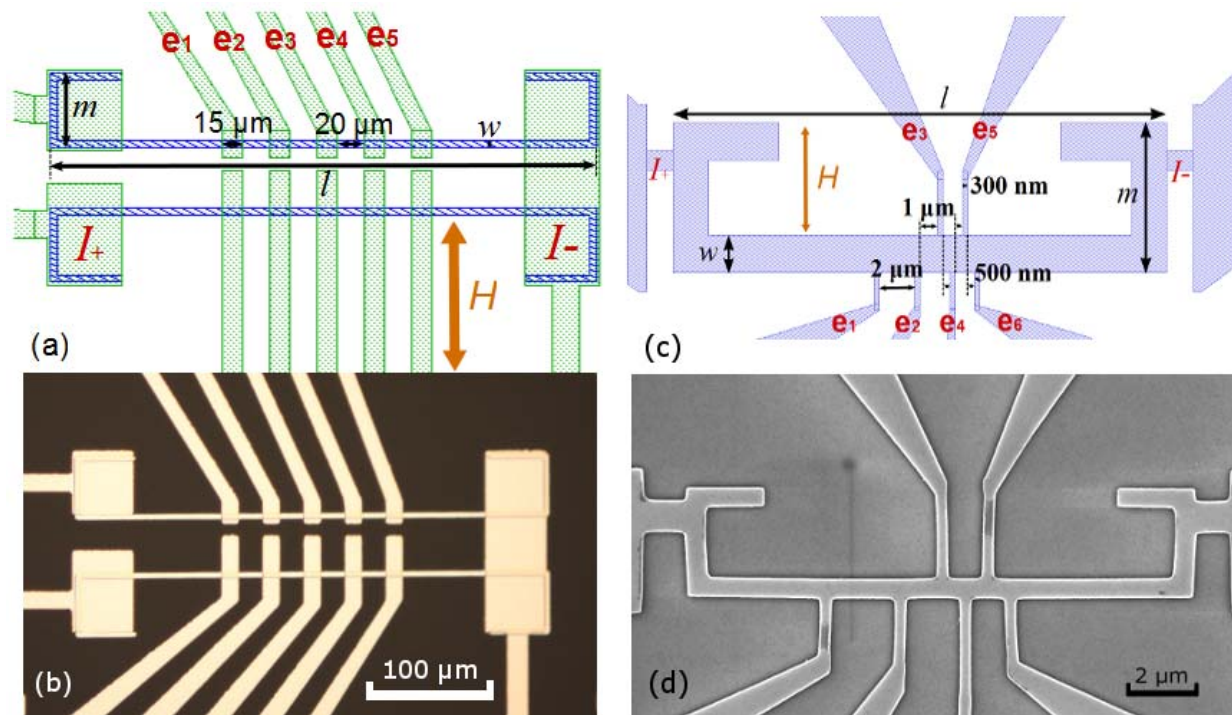 e1 e2 e3 e4 e5
m
15 µm
20 µm
w
l
I+
I-
H
(a)
l
e3
e5
I+
I-
H
300 nm
m
1 µm
w
2 µm
500 nm
e1
e2
e4
e6
(c)
(b)
100 µm
(d)
2 µm